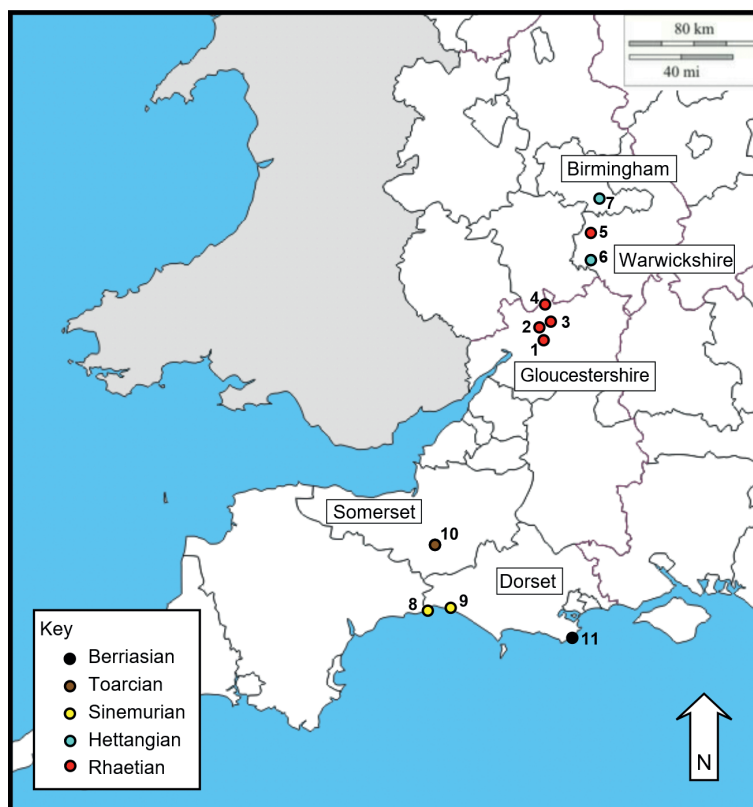 80 km
40 mi
Birmingham
7
5
6
Warwickshire
4
3
2
1
Gloucestershire
Somerset
10
Dorset
8
9
11
Key
Berriasian
Toarcian
Sinemurian
Hettangian
Rhaetian
N